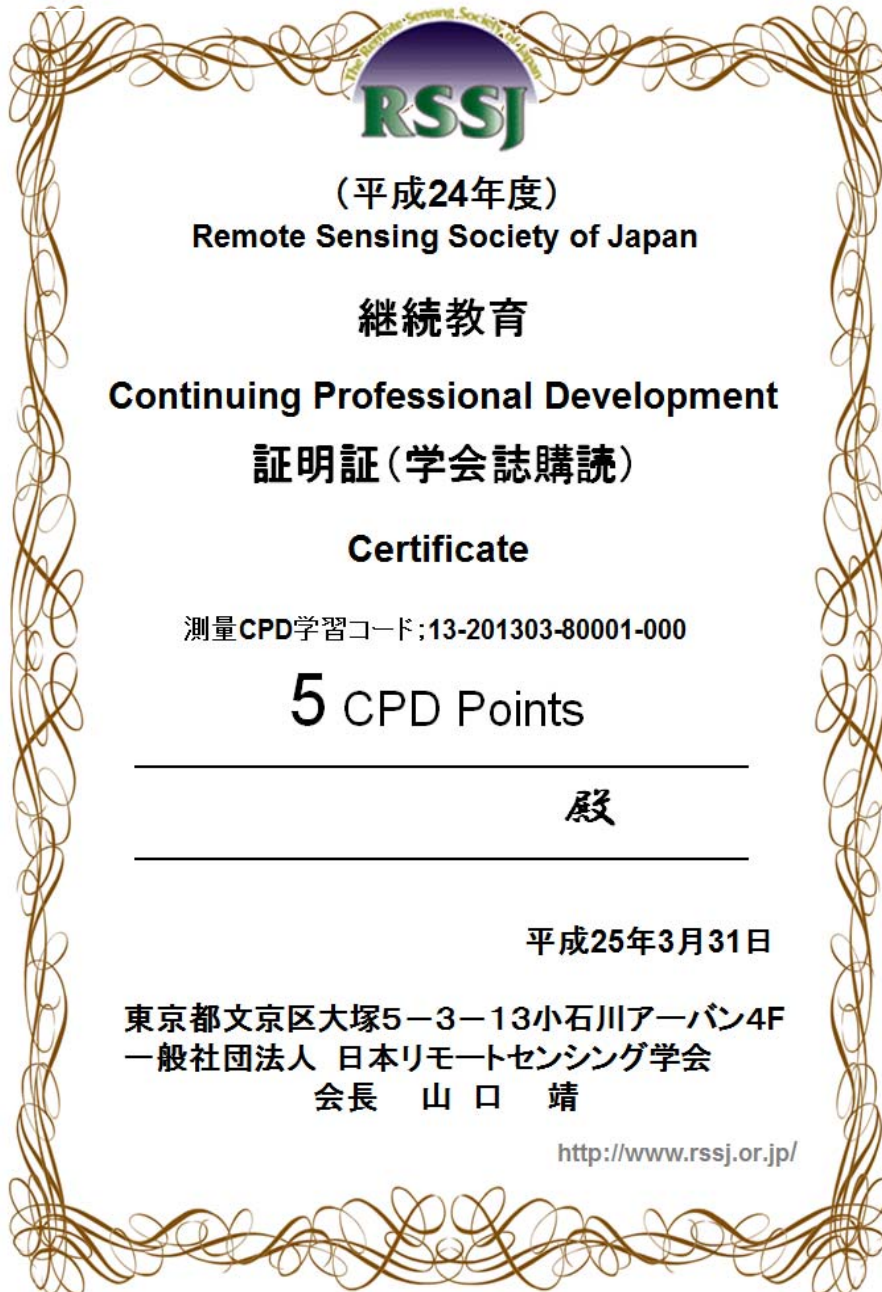 The Remote Sensing Society of Japan
RSSJ
（平成24年度）
Remote Sensing Society of Japan
継続教育
Continuing Professional Development
証明証（学会誌購読）
Certificate
測量CPD学習コード;13-201303-80001-000
5 CPD Points
殿
平成25年3月31日
東京都文京区大塚５－３－１３小石川アーバン４F
一般社団法人 日本リモートセンシング学会
会長　山 口　靖
http://www.rssj.or.jp/